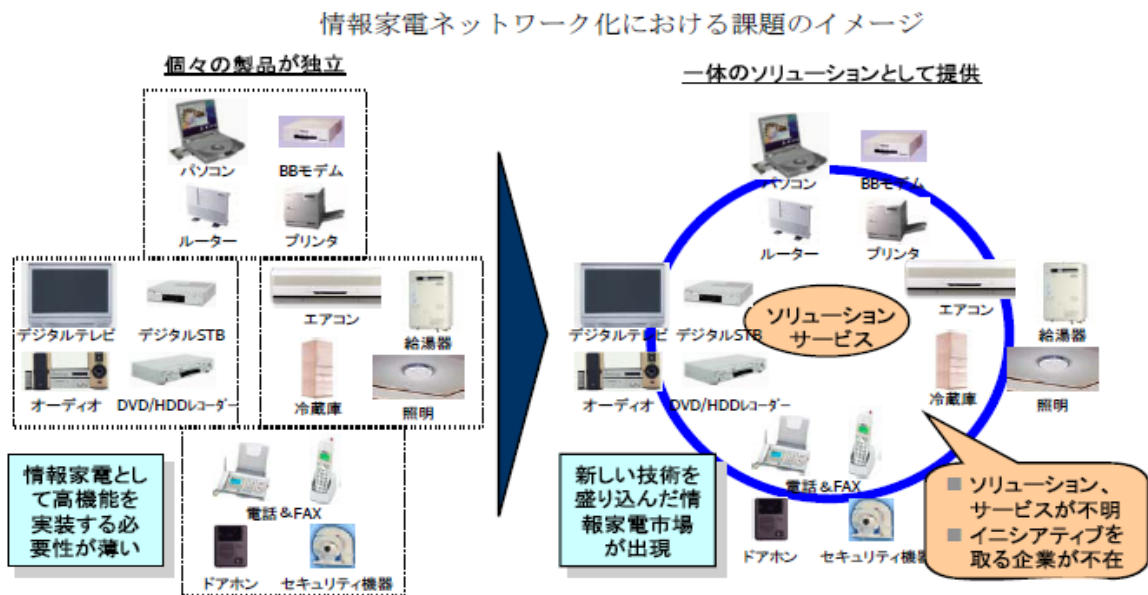 情報家電ネットワーク化における課題のイメージ
個々の製品が独立
パソコン
BBモデム
ルーター
プリンタ
デジタルテレビ
デジタルSTB
エアコン
給湯器
オーディオ
DVD/HDDレコーダー
冷蔵庫
照明
電話＆FAX
ドアホン
セキュリティ機器
情報家電とし
て高機能を
実装する必
要性が薄い
一体のソリューションとして提供
パソコン
BBモデム
ルーター
プリンタ
デジタルテレビ
デジタルSTB
ソリューション
サービス
エアコン
給湯器
オーディオ
DVD/HDDレコーダー
冷蔵庫
照明
電話＆FAX
ドアホン
セキュリティ機器
新しい技術を
盛り込んだ情
報家電市場
が出現
■ ソリューション、
サービスが不明
■ イニシアティブを
取る企業が不在